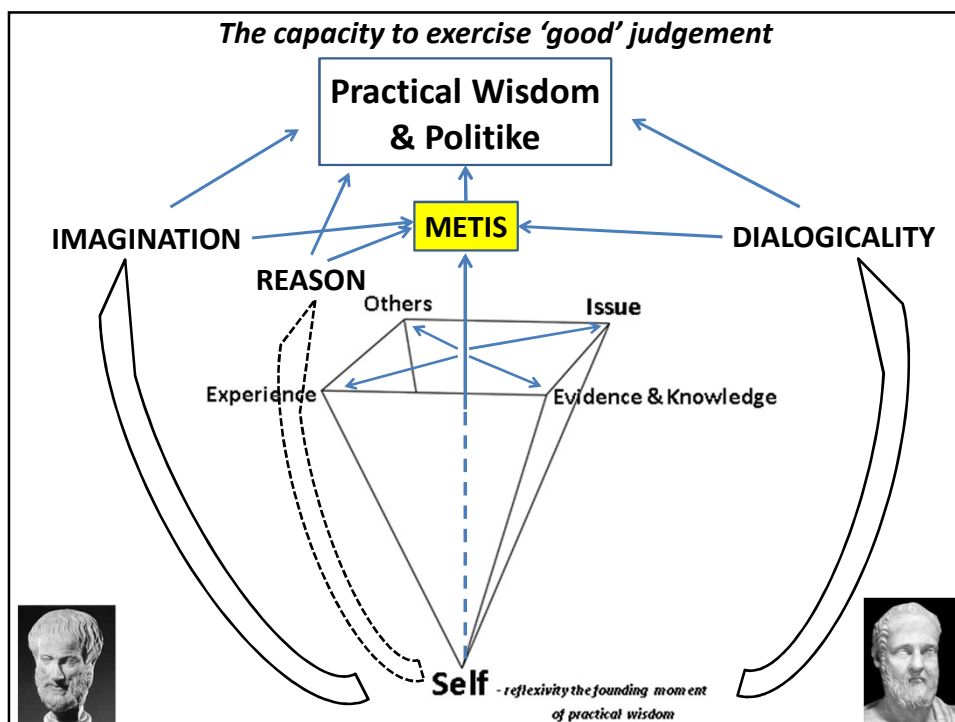 The capacity to exercise ‘good’ judgement
Practical Wisdom
& Politike
METIS
IMAGINATION
DIALOGICALITY
REASON
Others
Issue
Experience
Evidence & Knowledge
Self - reflexivity the founding moment
of practical wisdom